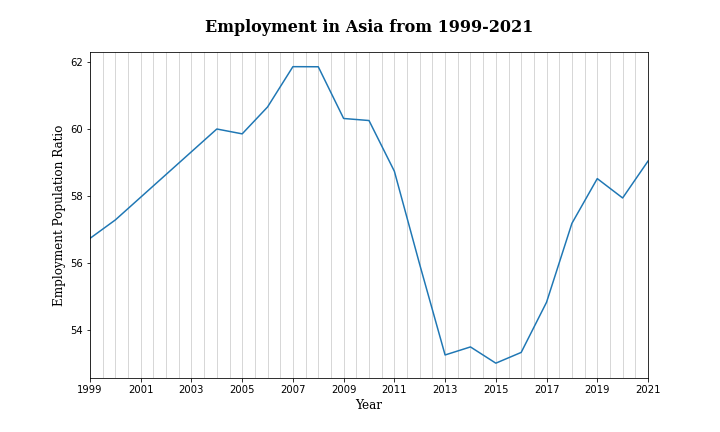 Employment in Asia from 1999-2021
Employment Population Ratio
62
60
58
56
54
1999 2001 2003 2005 2007 2009 2011 2013 2015 2017 2019 2021
Year